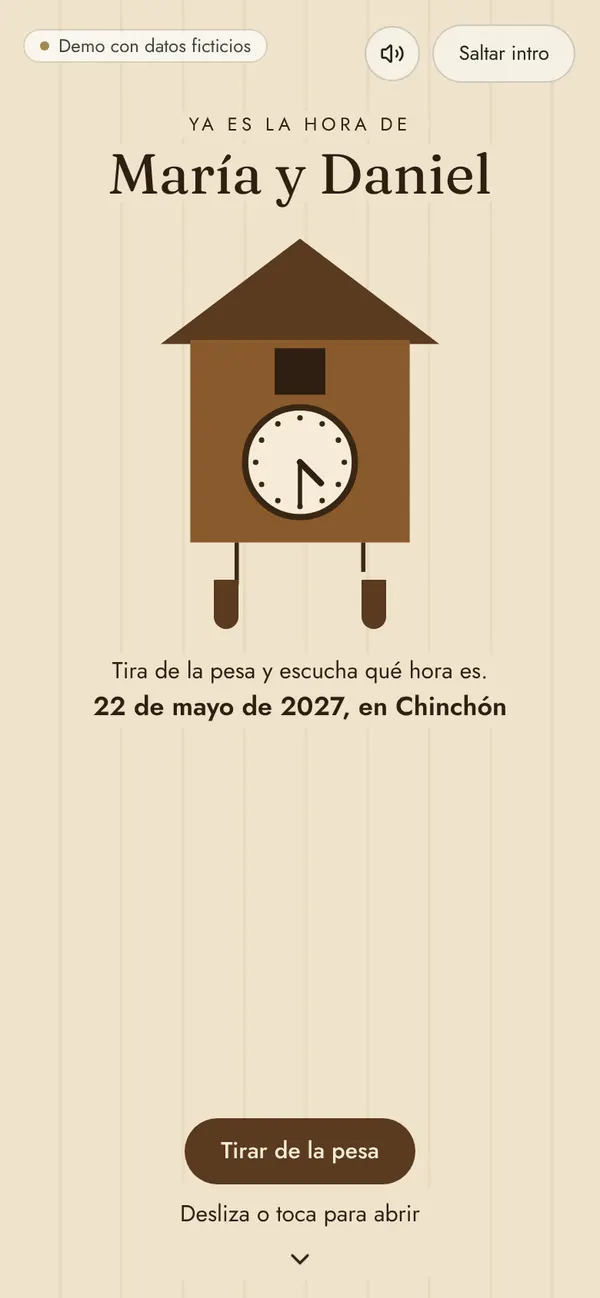 Demo con datos ficticios
Saltar intro
YA ES LA HORA DE
María y Daniel
Tira de la pesa y escucha qué hora es.
22 de mayo de 2027, en Chinchón
Tirar de la pesa
Desliza o toca para abrir